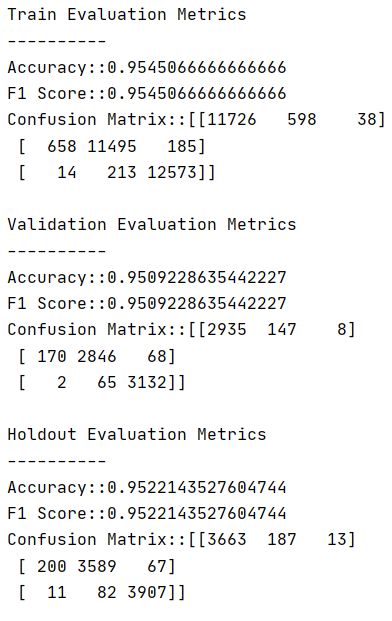 Train Evaluation Metrics
----------
Accuracy::0.9545066666666666
F1 Score::0.9545066666666666
Confusion Matrix::[[11726   598    38]
 [  658 11495   185]
 [   14   213 12573]]
Validation Evaluation Metrics
----------
Accuracy::0.9509228635442227
F1 Score::0.9509228635442227
Confusion Matrix::[[2935  147    8]
 [ 170 2846   68]
 [   2   65 3132]]
Holdout Evaluation Metrics
----------
Accuracy::0.9522143527604744
F1 Score::0.9522143527604744
Confusion Matrix::[[3663  187   13]
 [ 200 3589   67]
 [  11   82 3907]]